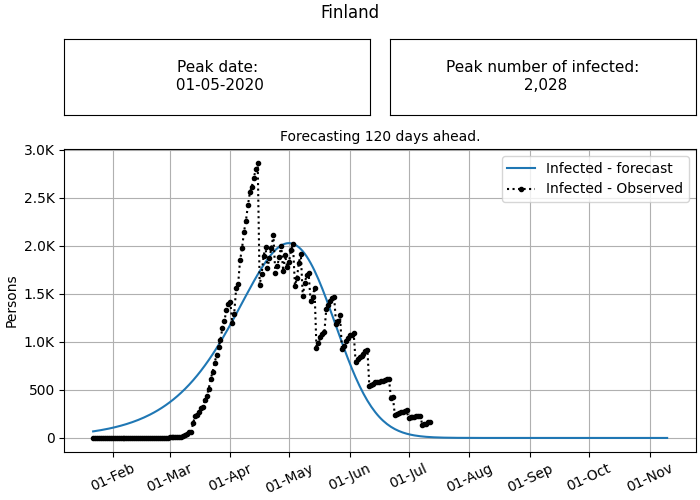 Finland
Peak date:
01-05-2020
Peak number of infected:
2,028
Forecasting 120 days ahead.
3.0K
2.5K
2.0K
1.5K
1.0K
500
0
Persons
Infected - forecast
Infected - Observed
01-Feb
01-Mar
01-Apr
01-May
01-Jun
01-Jul
01-Aug
01-Sep
01-Oct
01-Nov